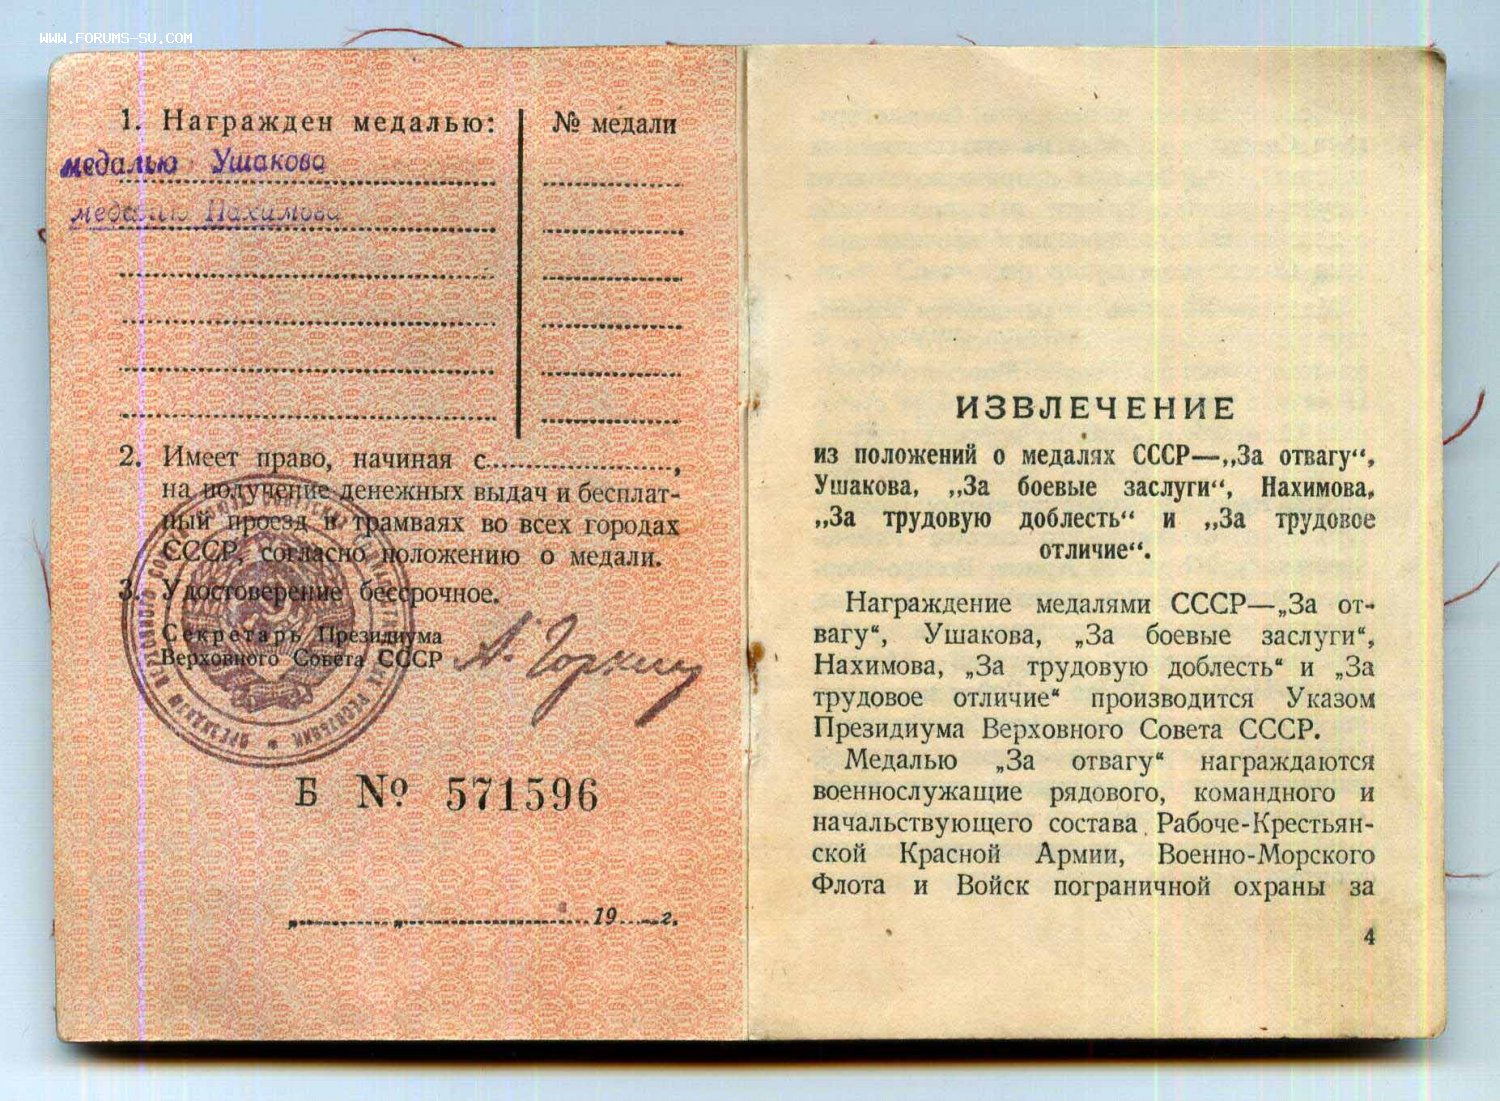 WWW.FORUMS-SU.COM
1. Награжден медалью:
№ медали
медалью Ушакова
медалью Нахимова
2. Имеет право, начиная с..................,
на получение денежных выдач и бесплат-
ный проезд в трамваях во всех городах
СССР, согласно положению о медали.
3. Удостоверение бессрочное.
Секретарь Президиума
Верховного Совета СССР
А. Горкин
Б № 571596
„..........“..........19.....г.
ИЗВЛЕЧЕНИЕ
из положений о медалях СССР—„За отвагу“,
Ушакова, „За боевые заслуги“, Нахимова,
„За трудовую доблесть“ и „За трудовое
отличие“.
Награждение медалями СССР—„За от-
вагу“, Ушакова, „За боевые заслуги“,
Нахимова, „За трудовую доблесть“ и „За
трудовое отличие“ производится Указом
Президиума Верховного Совета СССР.
Медалью „За отвагу“ награждаются
военнослужащие рядового, командного и
начальствующего состава Рабоче-Крестьян-
ской Красной Армии, Военно-Морского
Флота и Войск пограничной охраны за
4